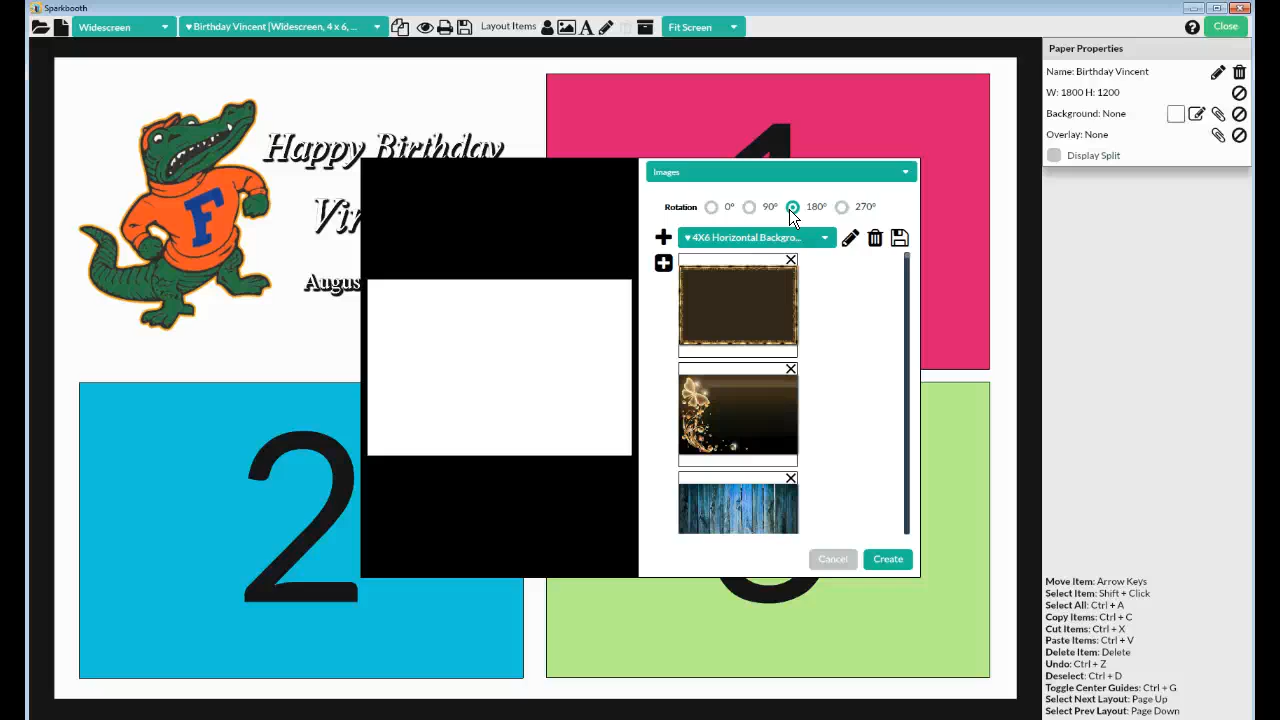 Sparkbooth
Widescreen
♥ Birthday Vincent [Widescreen, 4 x 6, ...
Layout Items
A
Fit Screen
?
Close
Paper Properties
Name: Birthday Vincent
W: 1800 H: 1200
Background: None
Overlay: None
Display Split
Happy Birthday
F
Augus
2
Images
Rotation
0°
90°
180°
270°
♥ 4X6 Horizontal Backgro...
Cancel
Create
Move Item: Arrow Keys
Select Item: Shift + Click
Select All: Ctrl + A
Copy Items: Ctrl + C
Cut Items: Ctrl + X
Paste Items: Ctrl + V
Delete Item: Delete
Undo: Ctrl + Z
Deselect: Ctrl + D
Toggle Center Guides: Ctrl + G
Select Next Layout: Page Up
Select Prev Layout: Page Down